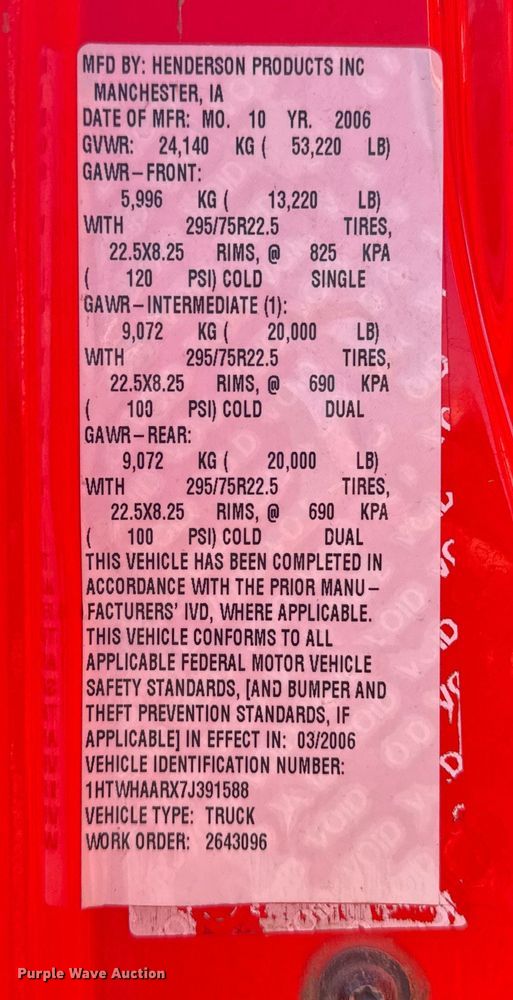 MFD BY: HENDERSON PRODUCTS INC
MANCHESTER, IA
DATE OF MFR: MO. 10 YR. 2006
GVWR: 24,140 KG ( 53,220 LB)
GAWR-FRONT:
5,996 KG ( 13,220 LB)
WITH 295/75R22.5 TIRES,
22.5X8.25 RIMS, @ 825 KPA
( 120 PSI) COLD SINGLE
GAWR-INTERMEDIATE (1):
9,072 KG ( 20,000 LB)
WITH 295/75R22.5 TIRES,
22.5X8.25 RIMS, @ 690 KPA
( 100 PSI) COLD DUAL
GAWR-REAR:
9,072 KG ( 20,000 LB)
WITH 295/75R22.5 TIRES,
22.5X8.25 RIMS, @ 690 KPA
( 100 PSI) COLD DUAL
THIS VEHICLE HAS BEEN COMPLETED IN
ACCORDANCE WITH THE PRIOR MANU-
FACTURERS' IVD, WHERE APPLICABLE.
THIS VEHICLE CONFORMS TO ALL
APPLICABLE FEDERAL MOTOR VEHICLE
SAFETY STANDARDS, [AND BUMPER AND
THEFT PREVENTION STANDARDS, IF
APPLICABLE] IN EFFECT IN: 03/2006
VEHICLE IDENTIFICATION NUMBER:
1HTWHAARX7J391588
VEHICLE TYPE: TRUCK
WORK ORDER: 2643096
Purple Wave Auction